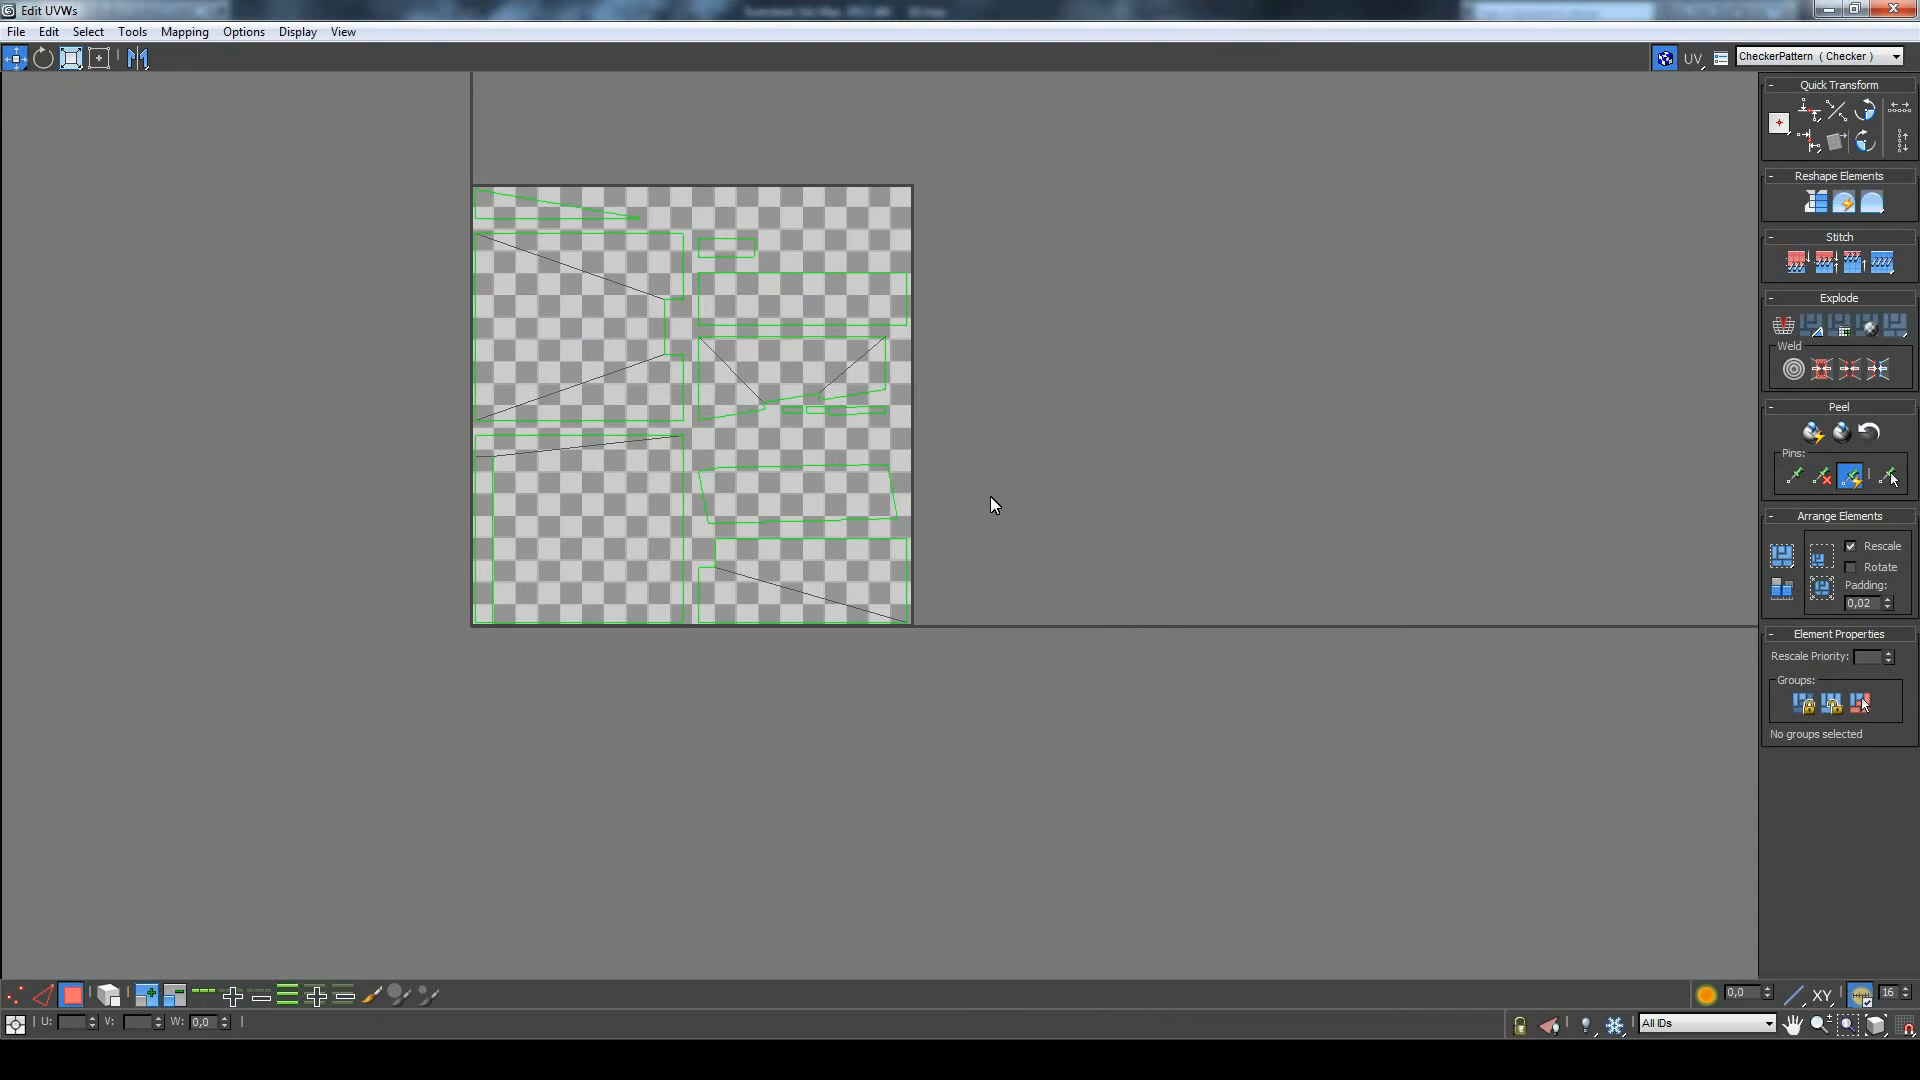 Edit UVWs
File Edit Select Tools Mapping Options Display View
UV CheckerPattern ( Checker )
- Quick Transform
- Reshape Elements
- Stitch
- Explode
Weld
- Peel
Pins:
- Arrange Elements
Rescale
Rotate
Padding:
0,02
- Element Properties
Rescale Priority:
Groups:
No groups selected
0,0 XY 16
U: V: W: 0,0 All IDs